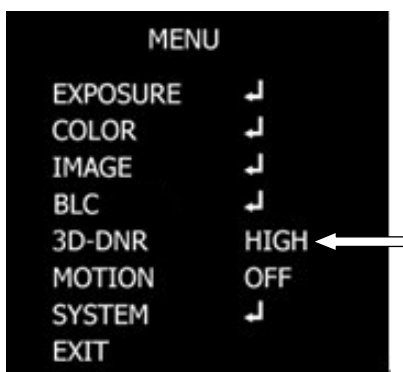 MENU
EXPOSURE ↲
COLOR ↲
IMAGE ↲
BLC ↲
3D-DNR HIGH
MOTION OFF
SYSTEM ↲
EXIT